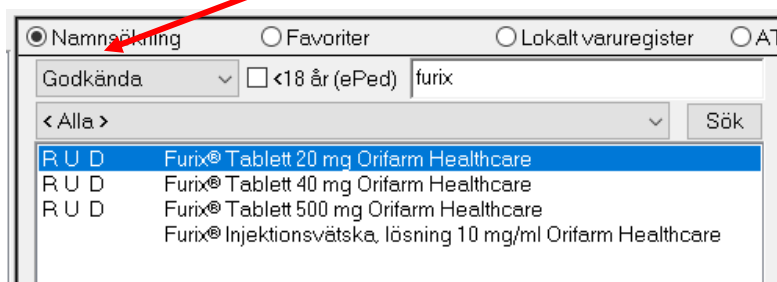 Namnsökning Favoriter Lokalt varuregister AT
Godkända <18 år (ePed) furix
<Alla> Sök
R U D Furix® Tablett 20 mg Orifarm Healthcare
R U D Furix® Tablett 40 mg Orifarm Healthcare
R U D Furix® Tablett 500 mg Orifarm Healthcare
Furix® Injektionsvätska, lösning 10 mg/ml Orifarm Healthcare